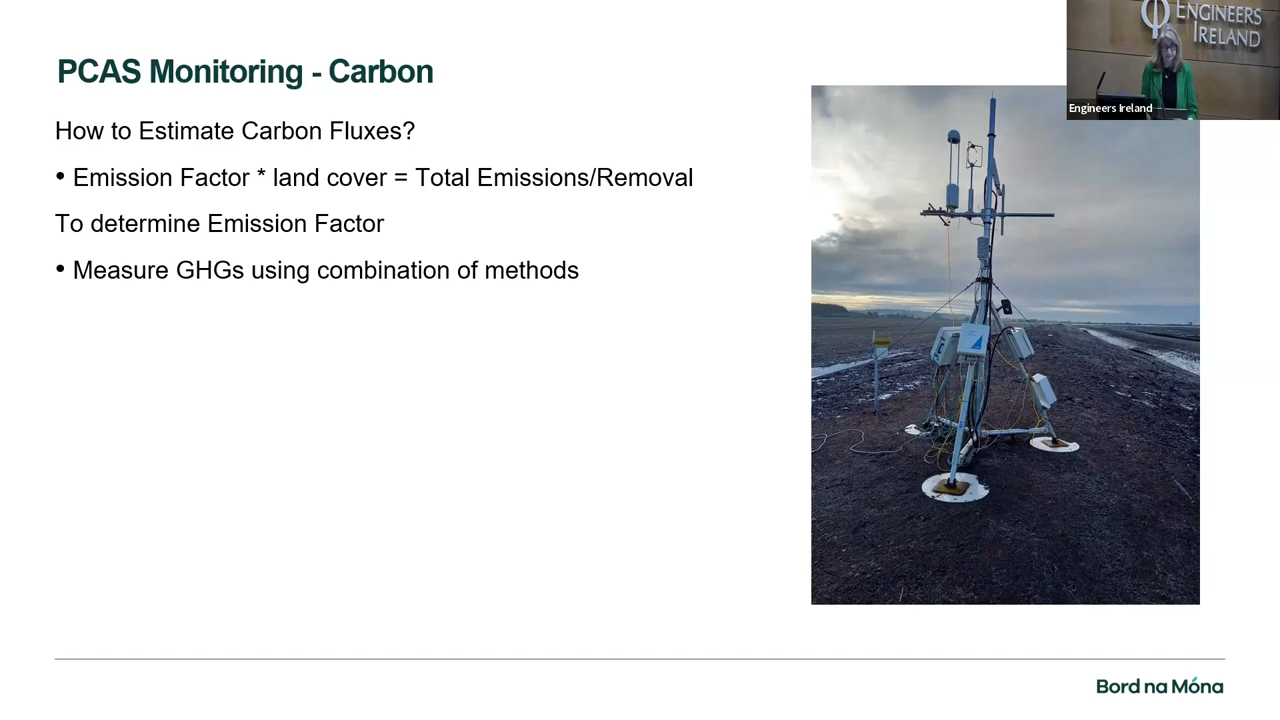 PCAS Monitoring - Carbon
How to Estimate Carbon Fluxes?
• Emission Factor * land cover = Total Emissions/Removal
To determine Emission Factor
• Measure GHGs using combination of methods
ENGINEERS
IRELAND
Engineers Ireland
Bord na Móna